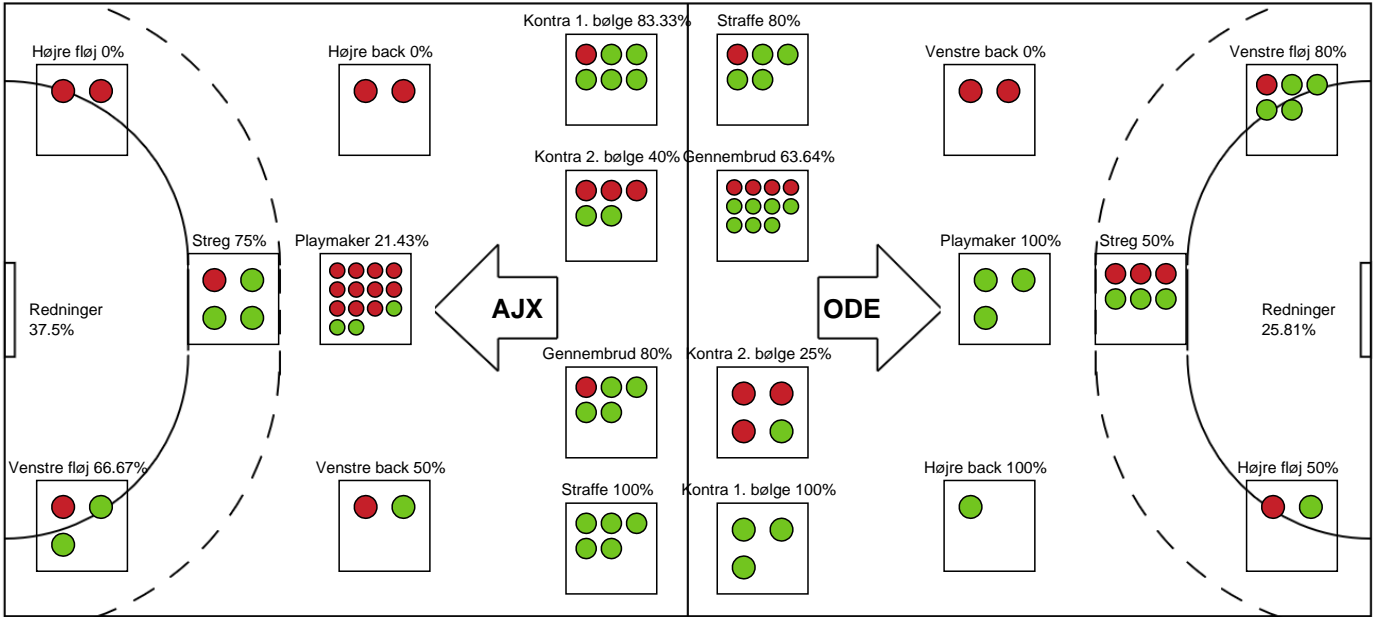 Kontra 1. bølge 83.33%
Straffe 80%
Højre fløj 0%
Højre back 0%
Venstre back 0%
Venstre fløj 80%
Kontra 2. bølge 40%
Gennembrud 63.64%
Streg 75%
Playmaker 21.43%
Playmaker 100%
Streg 50%
Redninger
37.5%
AJX
ODE
Redninger
25.81%
Gennembrud 80%
Kontra 2. bølge 25%
Venstre fløj 66.67%
Venstre back 50%
Højre back 100%
Højre fløj 50%
Straffe 100%
Kontra 1. bølge 100%